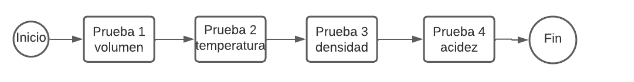 Inicio
Prueba 1
volumen
Prueba 2
temperatura
Prueba 3
densidad
Prueba 4
acidez
Fin